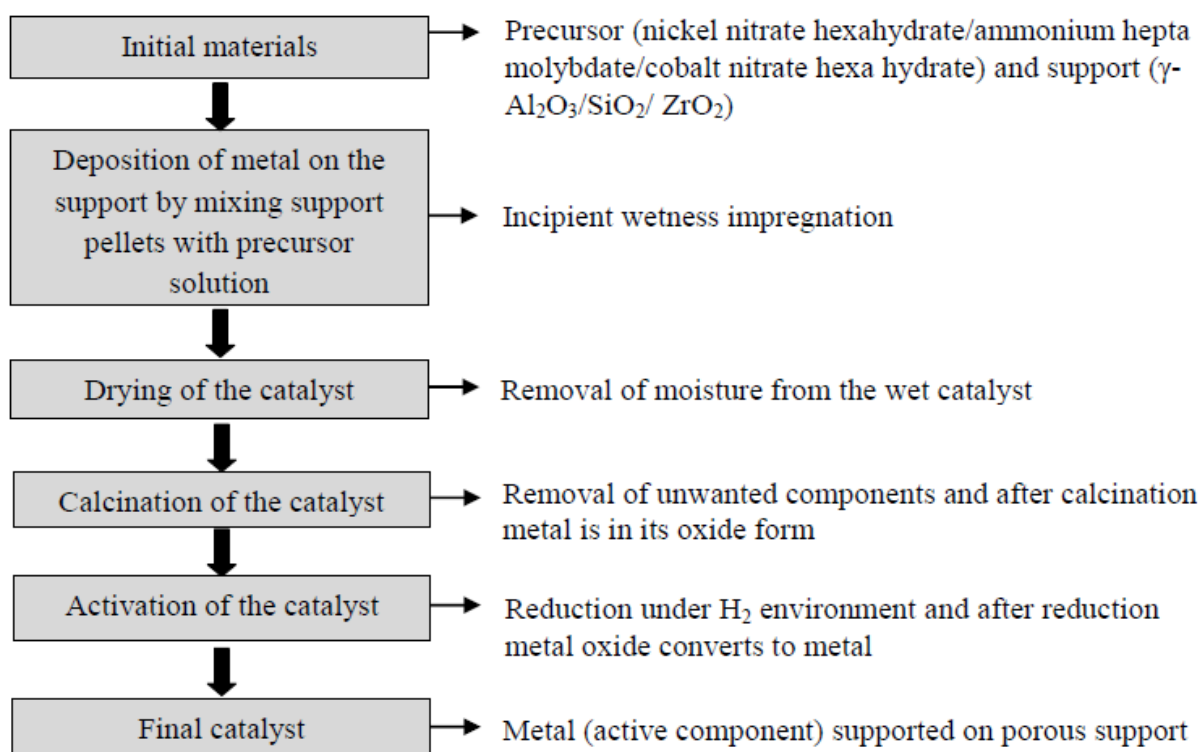 Initial materials
Precursor (nickel nitrate hexahydrate/ammonium hepta
molybdate/cobalt nitrate hexa hydrate) and support (γ-
Al₂O₃/SiO₂/ ZrO₂)
Deposition of metal on the
support by mixing support
pellets with precursor
solution
Incipient wetness impregnation
Drying of the catalyst
Removal of moisture from the wet catalyst
Calcination of the catalyst
Removal of unwanted components and after calcination
metal is in its oxide form
Activation of the catalyst
Reduction under H₂ environment and after reduction
metal oxide converts to metal
Final catalyst
Metal (active component) supported on porous support